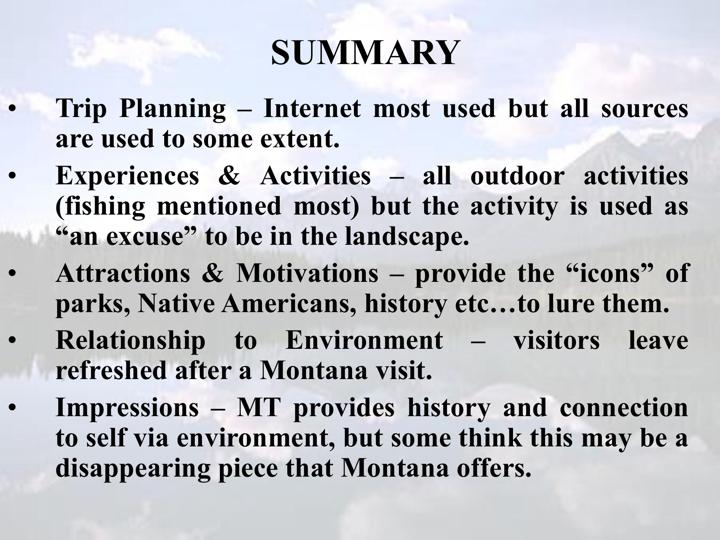 SUMMARY
• Trip Planning – Internet most used but all sources
are used to some extent.
• Experiences & Activities – all outdoor activities
(fishing mentioned most) but the activity is used as
“an excuse” to be in the landscape.
• Attractions & Motivations – provide the “icons” of
parks, Native Americans, history etc…to lure them.
• Relationship to Environment – visitors leave
refreshed after a Montana visit.
• Impressions – MT provides history and connection
to self via environment, but some think this may be a
disappearing piece that Montana offers.